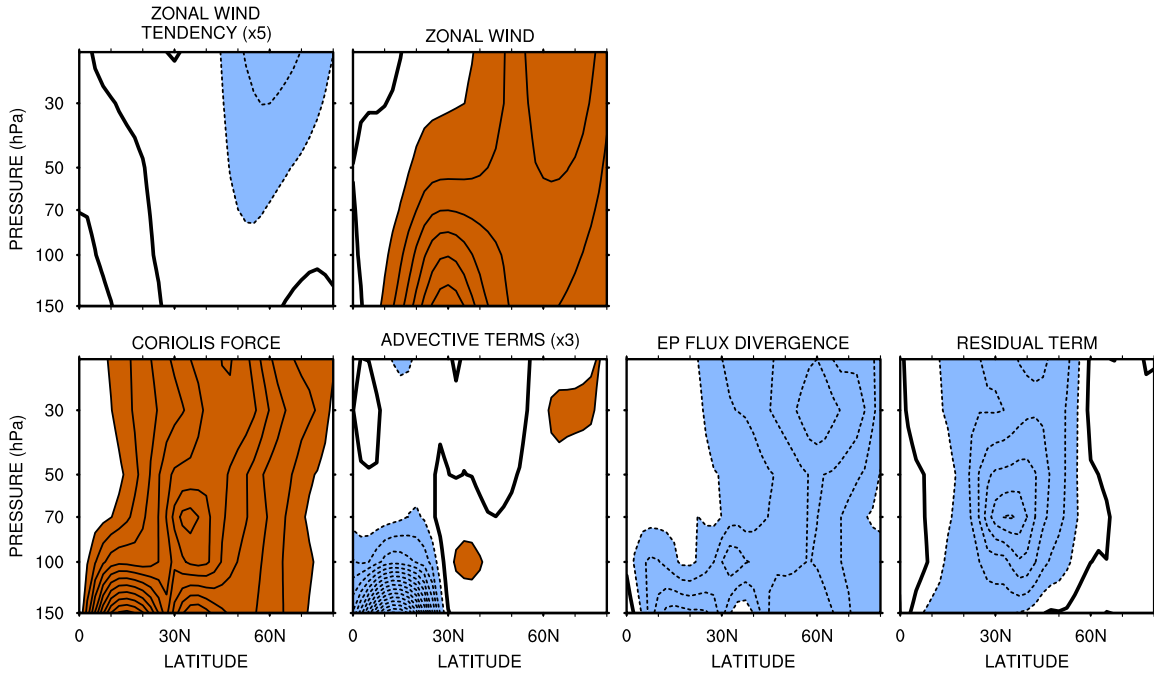 ZONAL WIND
TENDENCY (x5)
ZONAL WIND
PRESSURE (hPa)
30
50
70
100
150
CORIOLIS FORCE
ADVECTIVE TERMS (x3)
EP FLUX DIVERGENCE
RESIDUAL TERM
PRESSURE (hPa)
30
50
70
100
150
0 30N 60N
0 30N 60N
0 30N 60N
0 30N 60N
LATITUDE
LATITUDE
LATITUDE
LATITUDE